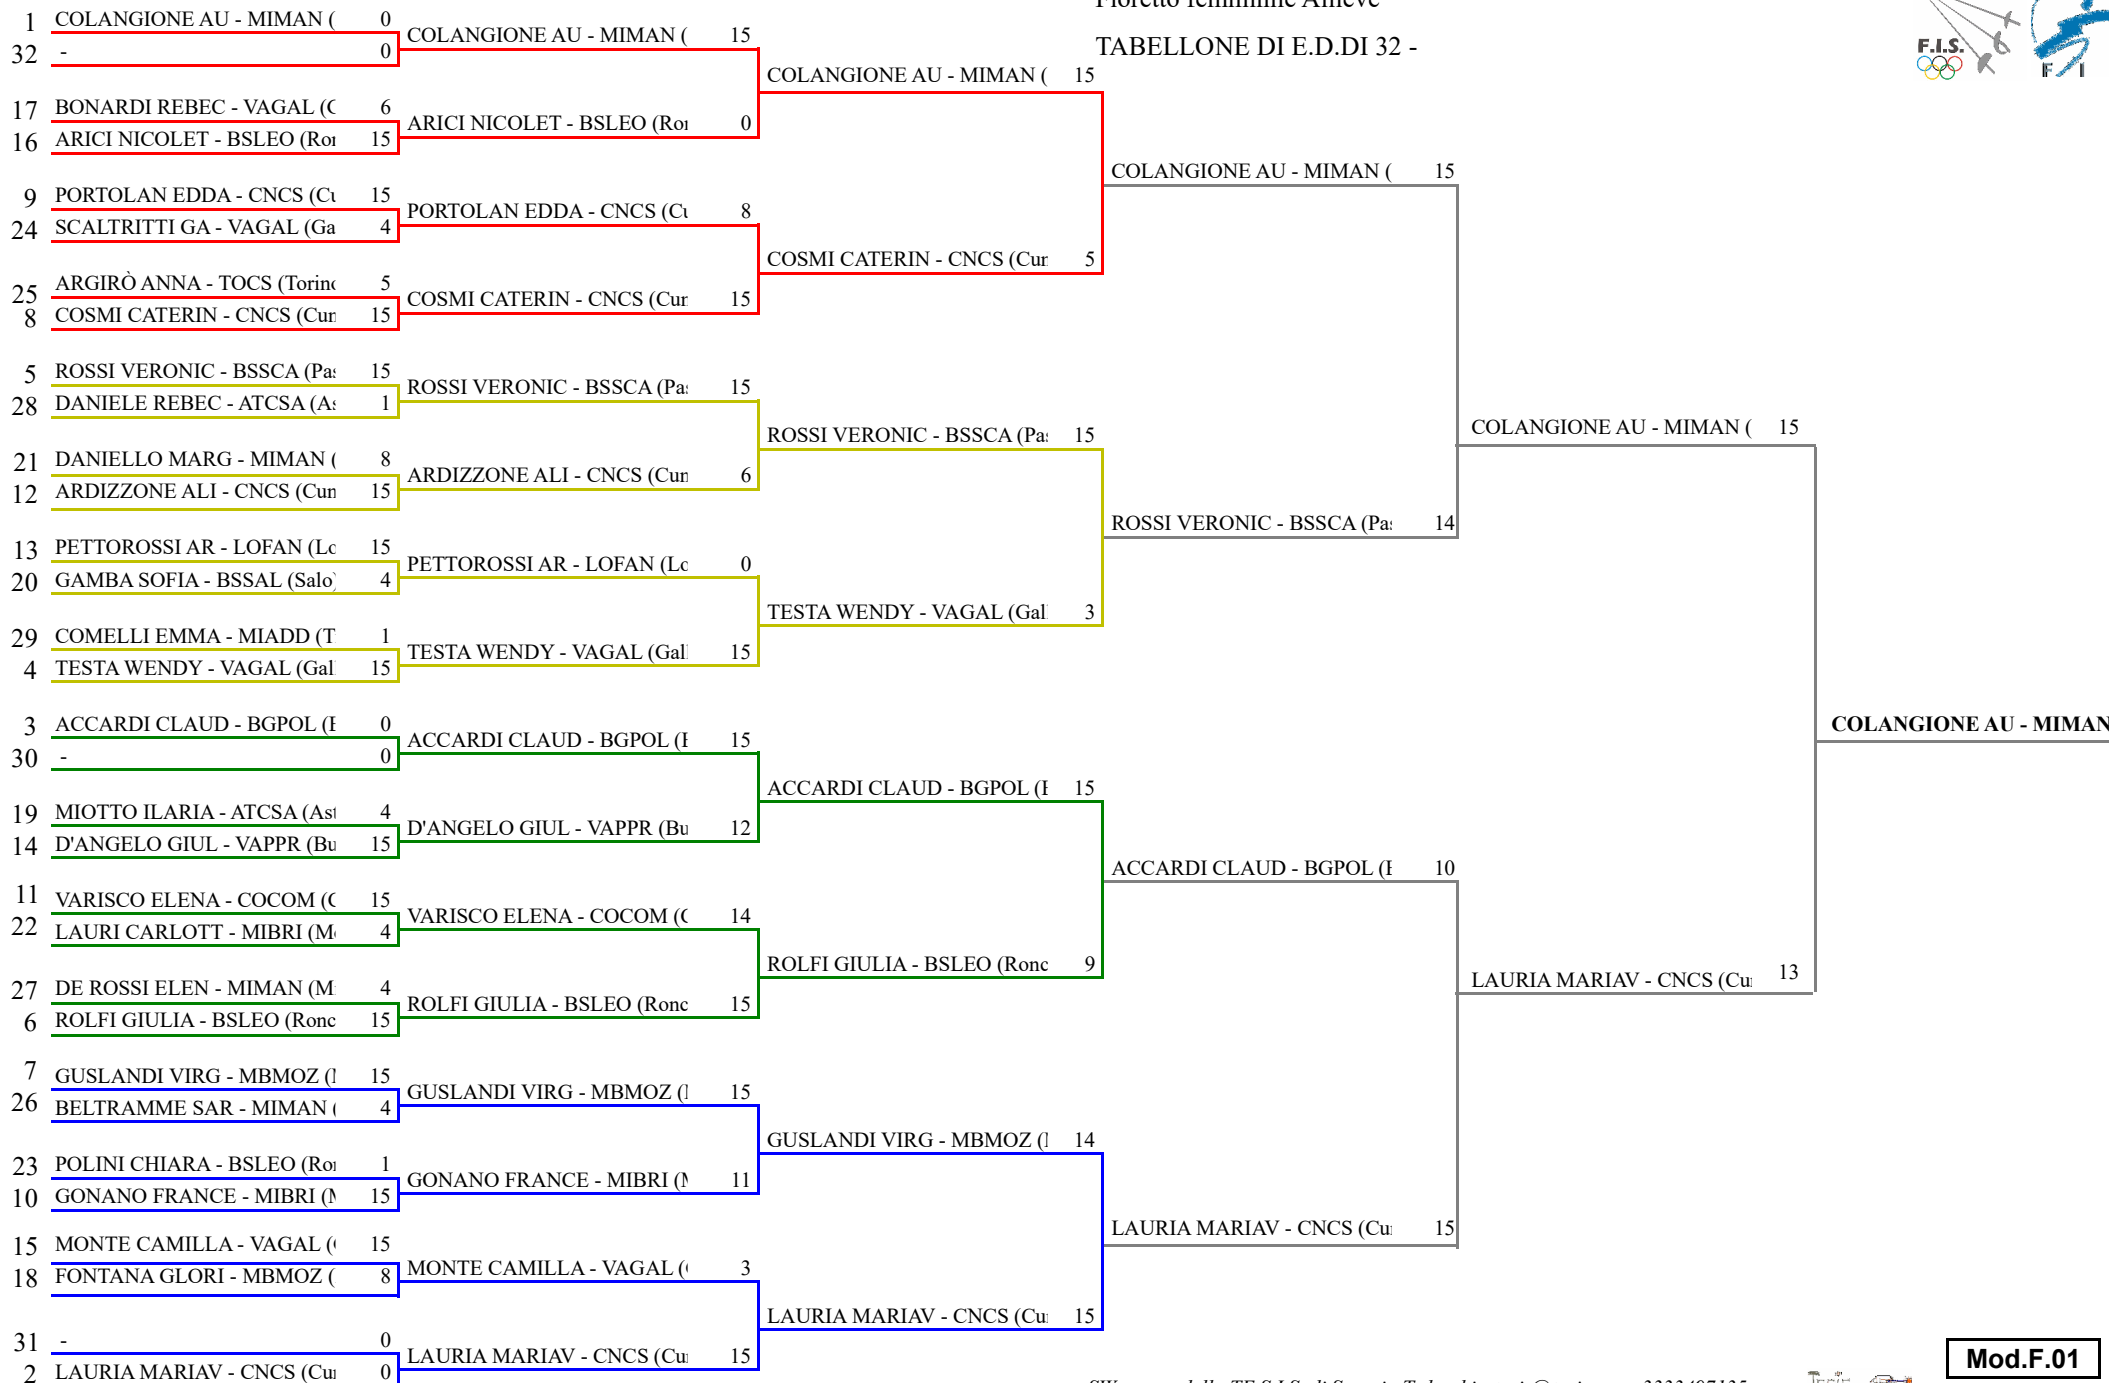 Fioretto femminile Allieve
TABELLONE DI E.D.DI 32 -
F.I.S.
F I
1 COLANGIONE AU - MIMAN ( 0
32 - 0
17 BONARDI REBEC - VAGAL ( 6
16 ARICI NICOLET - BSLEO (Ro 15
9 PORTOLAN EDDA - CNCS (Cu 15
24 SCALTRITTI GA - VAGAL (Ga 4
25 ARGIRÒ ANNA - TOCS (Torin 5
8 COSMI CATERIN - CNCS (Cun 15
5 ROSSI VERONIC - BSSCA (Pa 15
28 DANIELE REBEC - ATCSA (As 1
21 DANIELLO MARG - MIMAN ( 8
12 ARDIZZONE ALI - CNCS (Cun 15
13 PETTOROSSI AR - LOFAN (Lo 15
20 GAMBA SOFIA - BSSAL (Salo) 4
29 COMELLI EMMA - MIADD (T 1
4 TESTA WENDY - VAGAL (Gal 15
3 ACCARDI CLAUD - BGPOL ( 0
30 - 0
19 MIOTTO ILARIA - ATCSA (Ast 4
14 D'ANGELO GIUL - VAPPR (Bu 15
11 VARISCO ELENA - COCOM ( 15
22 LAURI CARLOTT - MIBRI (M 4
27 DE ROSSI ELEN - MIMAN (M 4
6 ROLFI GIULIA - BSLEO (Ronc 15
7 GUSLANDI VIRG - MBMOZ ( 15
26 BELTRAMME SAR - MIMAN ( 4
23 POLINI CHIARA - BSLEO (Ro 1
10 GONANO FRANCE - MIBRI ( 15
15 MONTE CAMILLA - VAGAL ( 15
18 FONTANA GLORI - MBMOZ ( 8
31 - 0
2 LAURIA MARIAV - CNCS (Cu 0
COLANGIONE AU - MIMAN ( 15
ARICI NICOLET - BSLEO (Ro 0
PORTOLAN EDDA - CNCS (Cu 8
COSMI CATERIN - CNCS (Cun 15
ROSSI VERONIC - BSSCA (Pa 15
ARDIZZONE ALI - CNCS (Cun 6
PETTOROSSI AR - LOFAN (Lo 0
TESTA WENDY - VAGAL (Gal 15
ACCARDI CLAUD - BGPOL ( 15
D'ANGELO GIUL - VAPPR (Bu 12
VARISCO ELENA - COCOM ( 14
ROLFI GIULIA - BSLEO (Ronc 15
GUSLANDI VIRG - MBMOZ ( 15
GONANO FRANCE - MIBRI ( 11
MONTE CAMILLA - VAGAL ( 3
LAURIA MARIAV - CNCS (Cu 15
COLANGIONE AU - MIMAN ( 15
COSMI CATERIN - CNCS (Cun 5
ROSSI VERONIC - BSSCA (Pa 15
TESTA WENDY - VAGAL (Gal 3
ACCARDI CLAUD - BGPOL ( 15
ROLFI GIULIA - BSLEO (Ronc 9
GUSLANDI VIRG - MBMOZ ( 14
LAURIA MARIAV - CNCS (Cu 15
COLANGIONE AU - MIMAN ( 15
ROSSI VERONIC - BSSCA (Pa 14
ACCARDI CLAUD - BGPOL ( 10
LAURIA MARIAV - CNCS (Cu 15
COLANGIONE AU - MIMAN ( 15
LAURIA MARIAV - CNCS (Cu 13
COLANGIONE AU - MIMAN
Mod.F.01